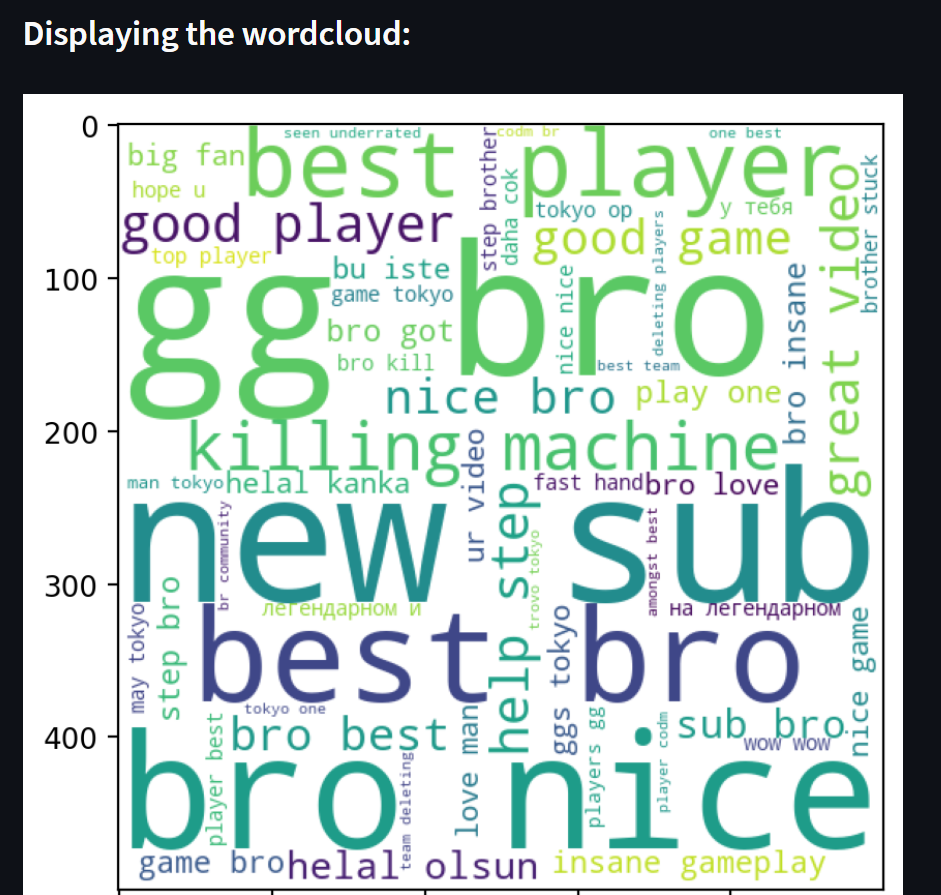 Displaying the wordcloud:
0
100
200
300
400
seen underrated
codm br
one best
big fan
best player
hope u
step brother
daha cok
tokyo op
у тебя
brother stuck
good player
good game
great video
top player
deleting players
bu iste
game tokyo
gg bro
nice nice
bro insane
bro got
bro kill
best team
nice bro
play one
killing machine
ur video
man tokyo
helal kanka
fast hand
bro love
new sub
br community
help step
trovo tokyo
amongst best
легендарном и
на легендарном
may tokyo
step bro
best bro
ggs tokyo
nice game
tokyo one
player best
bro best
love man
players gg
player codm
sub bro
wow wow
bro nice
team deleting
game bro
helal olsun
insane gameplay